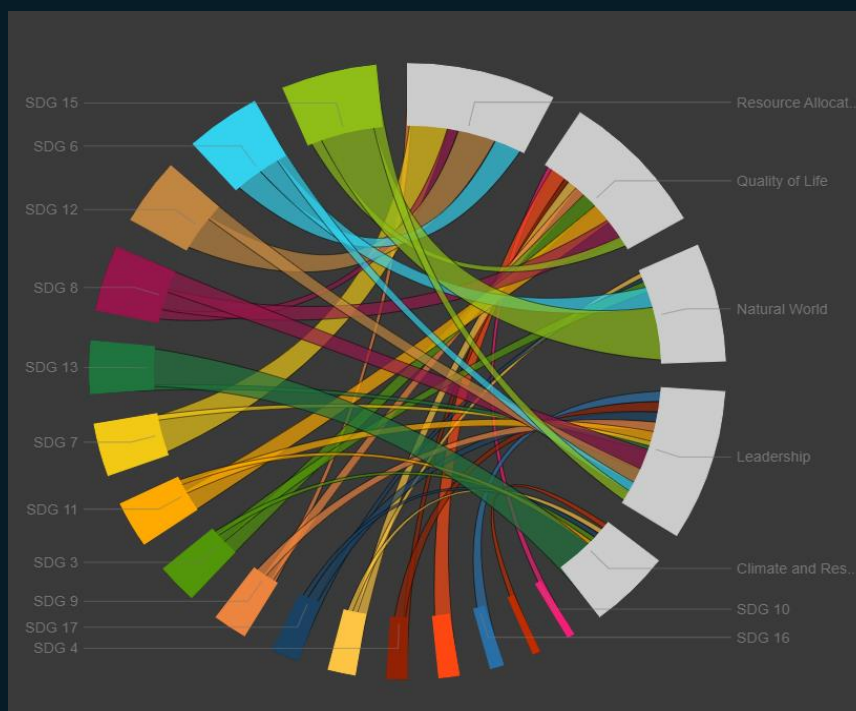 SDG 15
SDG 6
SDG 12
SDG 8
SDG 13
SDG 7
SDG 11
SDG 3
SDG 9
SDG 17
SDG 4
Resource Allocat..
Quality of Life
Natural World
Leadership
Climate and Res..
SDG 10
SDG 16